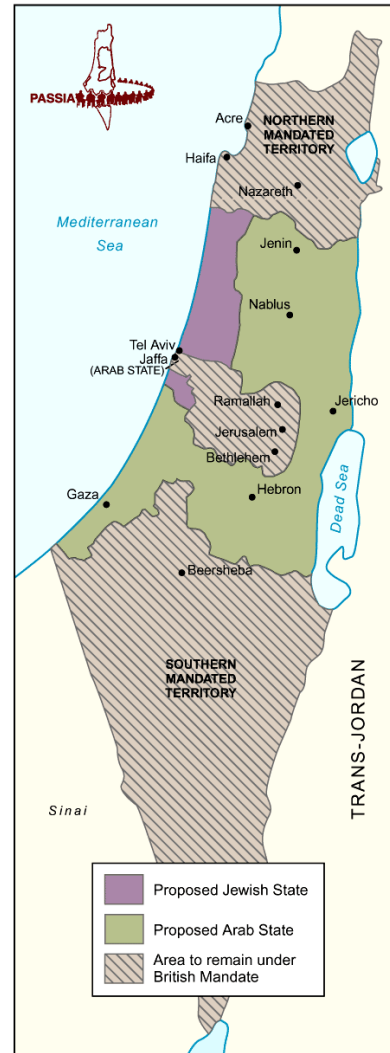 PASSIA
Acre
NORTHERN
MANDATED
TERRITORY
Haifa
Nazareth
Mediterranean
Sea
Jenin
Nablus
Tel Aviv
Jaffa
(ARAB STATE)
Ramallah
Jericho
Jerusalem
Bethlehem
Gaza
Hebron
Dead Sea
Beersheba
SOUTHERN
MANDATED
TERRITORY
TRANS-JORDAN
Sinai
Proposed Jewish State
Proposed Arab State
Area to remain under
British Mandate